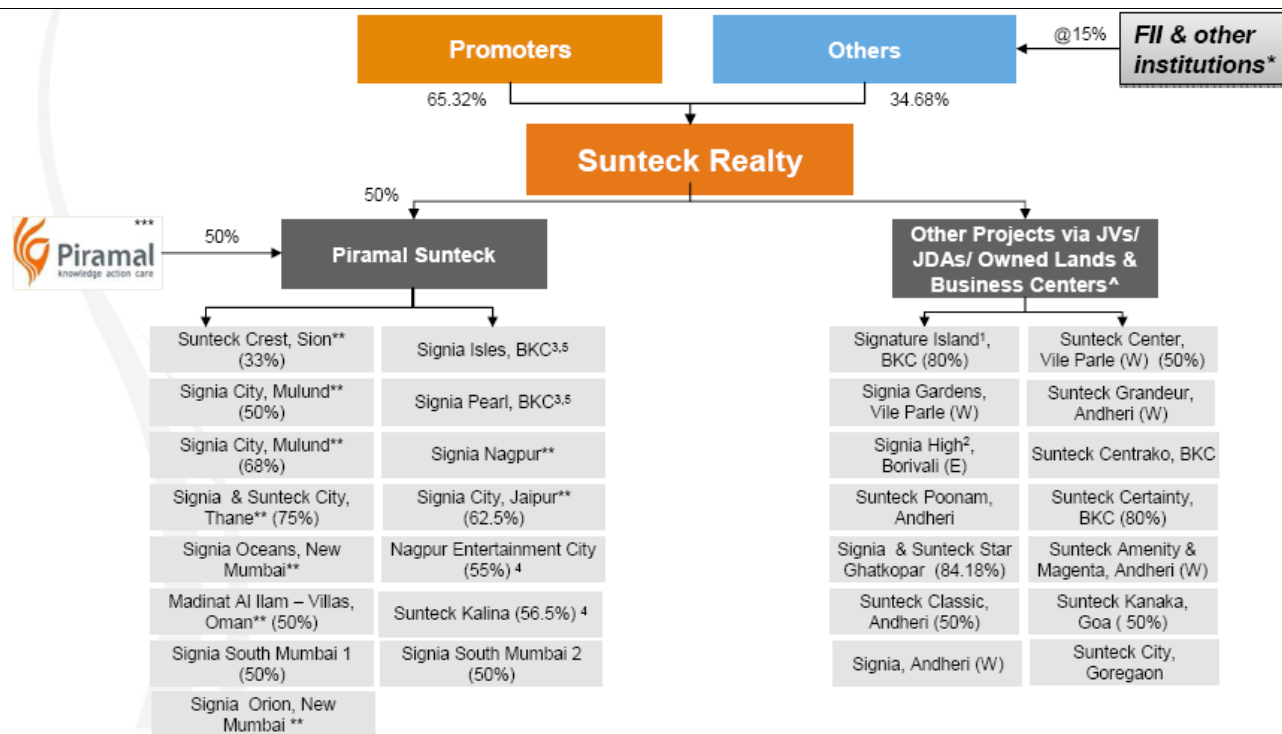 Promoters
Others
@15%
FII & other
institutions*
65.32%
34.68%
Sunteck Realty
50%
***
Piramal
knowledge action care
50%
Piramal Sunteck
Other Projects via JVs/
JDAs/ Owned Lands &
Business Centers^
Sunteck Crest, Sion**
(33%)
Signia City, Mulund**
(50%)
Signia City, Mulund**
(68%)
Signia & Sunteck City,
Thane** (75%)
Signia Oceans, New
Mumbai**
Madinat Al Ilam – Villas,
Oman** (50%)
Signia South Mumbai 1
(50%)
Signia Orion, New
Mumbai **
Signia Isles, BKC³,⁵
Signia Pearl, BKC³,⁵
Signia Nagpur**
Signia City, Jaipur**
(62.5%)
Nagpur Entertainment City
(55%) ⁴
Sunteck Kalina (56.5%) ⁴
Signia South Mumbai 2
(50%)
Signature Island¹,
BKC (80%)
Signia Gardens,
Vile Parle (W)
Signia High²,
Borivali (E)
Sunteck Poonam,
Andheri
Signia & Sunteck Star
Ghatkopar (84.18%)
Sunteck Classic,
Andheri (50%)
Signia, Andheri (W)
Sunteck Center,
Vile Parle (W) (50%)
Sunteck Grandeur,
Andheri (W)
Sunteck Centrako, BKC
Sunteck Certainty,
BKC (80%)
Sunteck Amenity &
Magenta, Andheri (W)
Sunteck Kanaka,
Goa ( 50%)
Sunteck City,
Goregaon